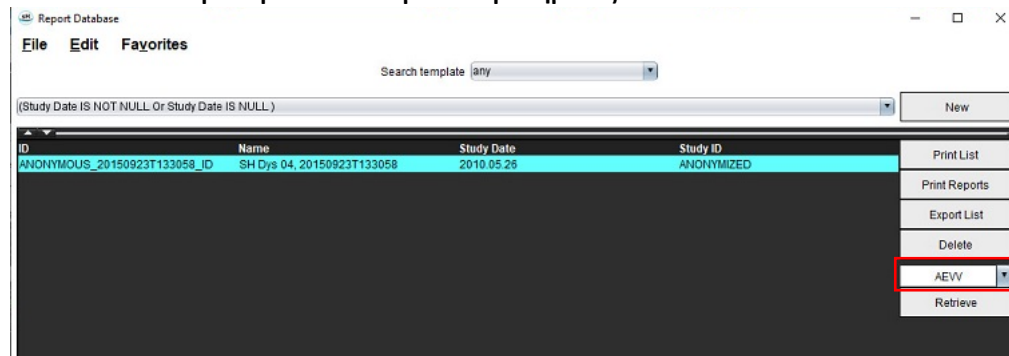 Report Database
File Edit Favorites
Search template any
(Study Date IS NOT NULL Or Study Date IS NULL )
New
ID Name Study Date Study ID
ANONYMOUS_20150923T133058_ID SH Dys 04, 20150923T133058 2010.05.26 ANONYMIZED
Print List
Print Reports
Export List
Delete
AEVV
Retrieve